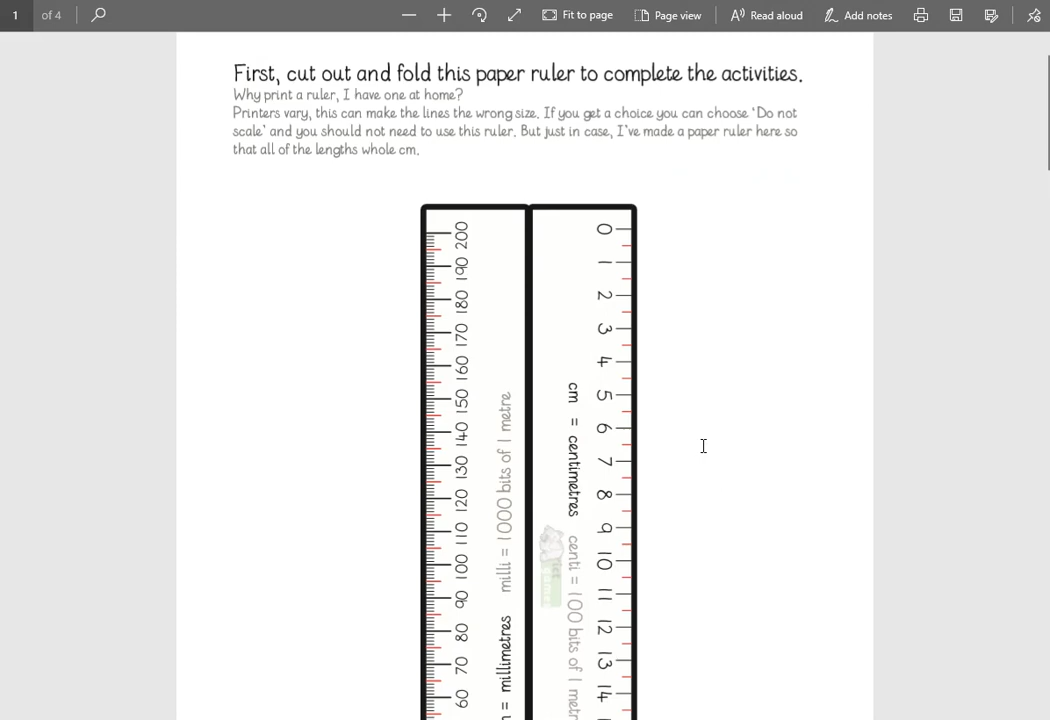 1 of 4 Fit to page Page view Read aloud Add notes
First, cut out and fold this paper ruler to complete the activities.
Why print a ruler, I have one at home?
Printers vary, this can make the lines the wrong size. If you get a choice you can choose ‘Do not
scale’ and you should not need to use this ruler. But just in case, I’ve made a paper ruler here so
that all of the lengths whole cm.
60 70 80 90 100 110 120 130 140 150 160 170 180 190 200
= millimetres milli = 1000 bits of 1 metre
cm = centimetres centi = 100 bits of 1 metr
0 1 2 3 4 5 6 7 8 9 10 11 12 13 14